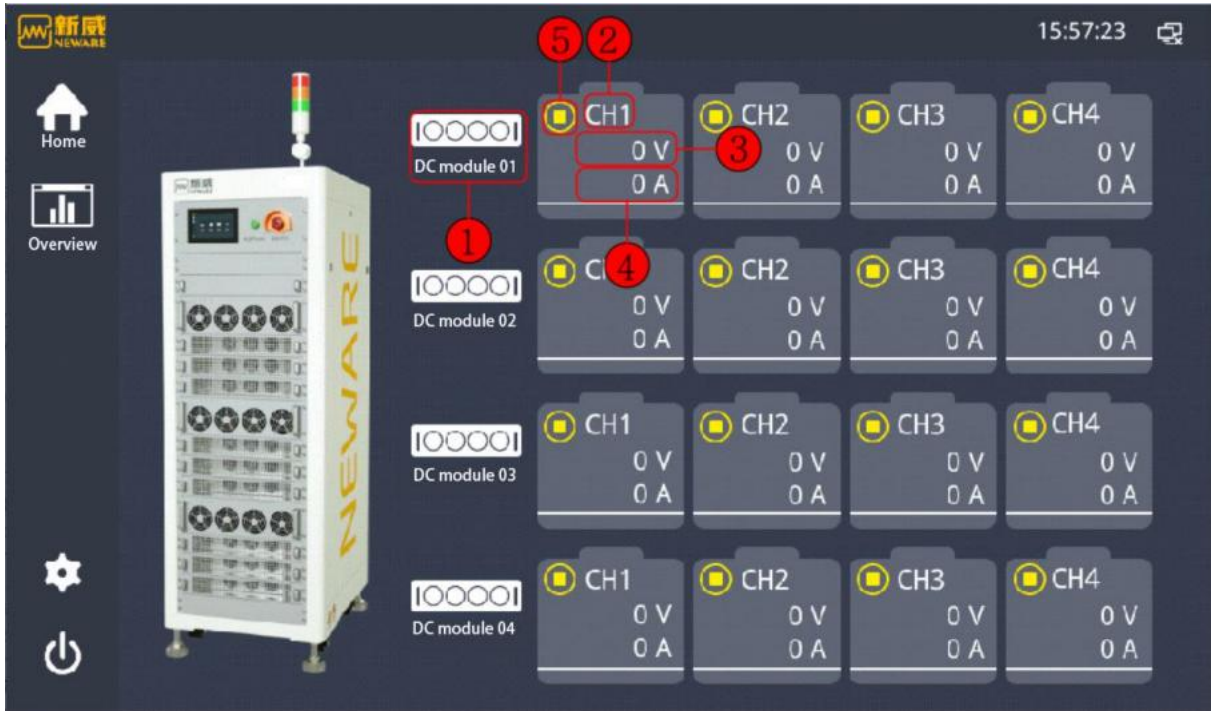 新威
NEWARE
15:57:23
Home
Overview
新威
NEWARE
5
2
1
3
4
DC module 01
CH1
0 V
0 A
CH2
0 V
0 A
CH3
0 V
0 A
CH4
0 V
0 A
DC module 02
CH2
0 V
0 A
0 V
0 A
CH3
0 V
0 A
CH4
0 V
0 A
DC module 03
CH1
0 V
0 A
CH2
0 V
0 A
CH3
0 V
0 A
CH4
0 V
0 A
DC module 04
CH1
0 V
0 A
CH2
0 V
0 A
CH3
0 V
0 A
CH4
0 V
0 A